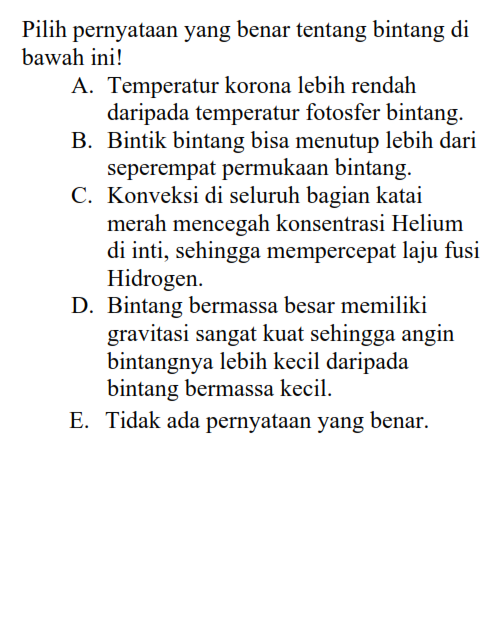 Pilih pernyataan yang benar tentang bintang di
bawah ini!
A. Temperatur korona lebih rendah
daripada temperatur fotosfer bintang.
B. Bintik bintang bisa menutup lebih dari
seperempat permukaan bintang.
C. Konveksi di seluruh bagian katai
merah mencegah konsentrasi Helium
di inti, sehingga mempercepat laju fusi
Hidrogen.
D. Bintang bermassa besar memiliki
gravitasi sangat kuat sehingga angin
bintangnya lebih kecil daripada
bintang bermassa kecil.
E. Tidak ada pernyataan yang benar.